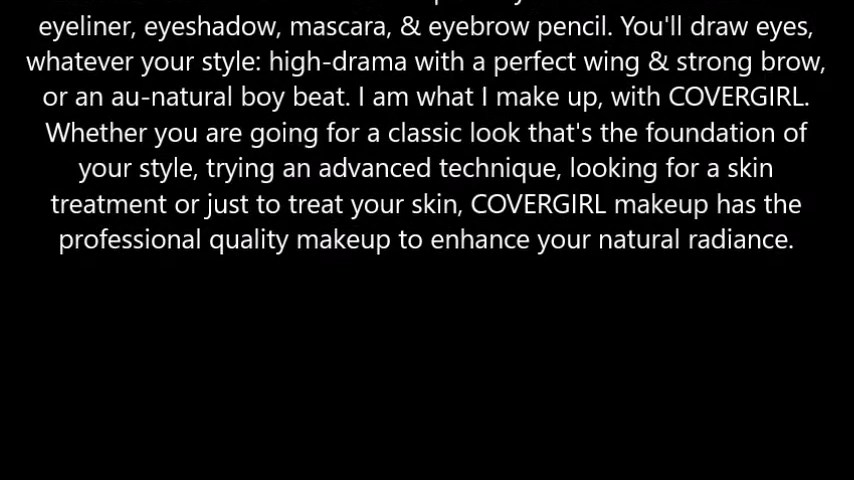 eyeliner, eyeshadow, mascara, & eyebrow pencil. You'll draw eyes,
whatever your style: high-drama with a perfect wing & strong brow,
or an au-natural boy beat. I am what I make up, with COVERGIRL.
Whether you are going for a classic look that's the foundation of
your style, trying an advanced technique, looking for a skin
treatment or just to treat your skin, COVERGIRL makeup has the
professional quality makeup to enhance your natural radiance.